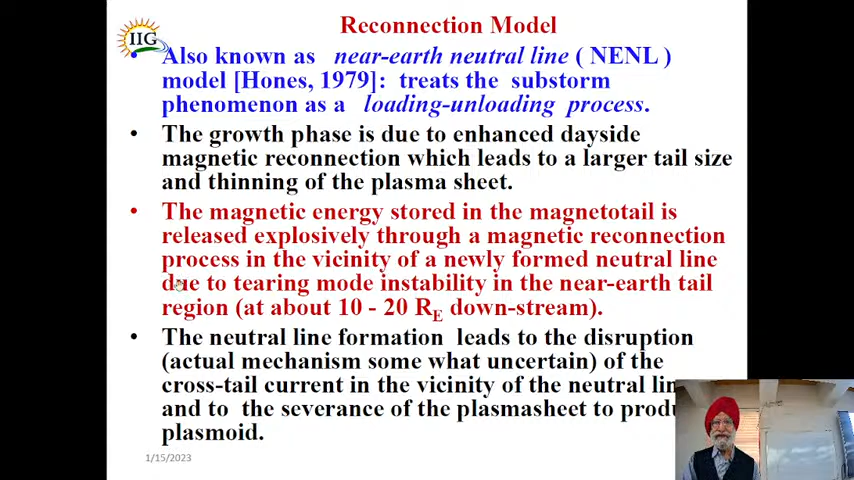 Reconnection Model
IIG
• Also known as near-earth neutral line ( NENL )
model [Hones, 1979]: treats the substorm
phenomenon as a loading-unloading process.
• The growth phase is due to enhanced dayside
magnetic reconnection which leads to a larger tail size
and thinning of the plasma sheet.
• The magnetic energy stored in the magnetotail is
released explosively through a magnetic reconnection
process in the vicinity of a newly formed neutral line
due to tearing mode instability in the near-earth tail
region (at about 10 - 20 RE down-stream).
• The neutral line formation leads to the disruption
(actual mechanism some what uncertain) of the
cross-tail current in the vicinity of the neutral
and to the severance of the plasmasheet to
plasmoid.
1/15/2023